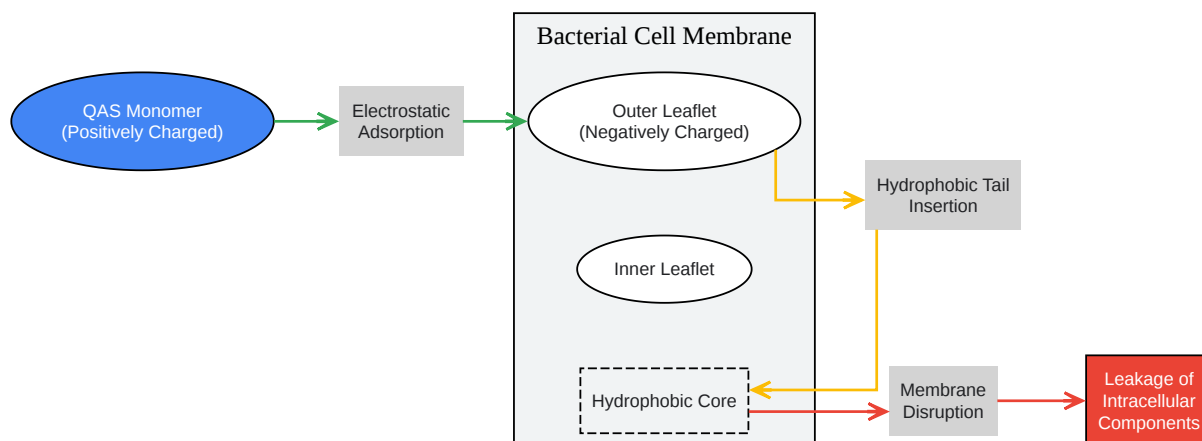 Bacterial Cell Membrane
QAS Monomer
(Positively Charged)
Electrostatic
Adsorption
Outer Leaflet
(Negatively Charged)
Hydrophobic Tail
Insertion
Inner Leaflet
Hydrophobic Core
Membrane
Disruption
Leakage of
Intracellular
Components